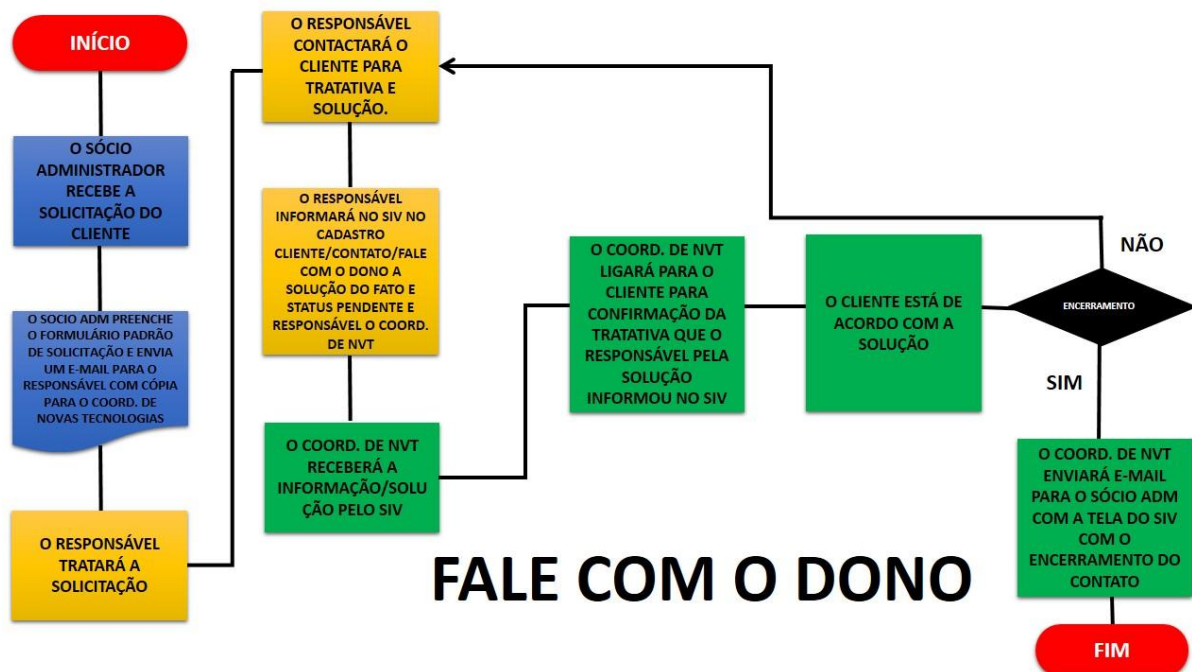 INÍCIO
O SÓCIO
ADMINISTRADOR
RECEBE A
SOLICITAÇÃO DO
CLIENTE
O SOCIO ADM PREENCHE
O FORMULÁRIO PADRÃO
DE SOLICITAÇÃO E ENVIA
UM E-MAIL PARA O
RESPONSÁVEL COM CÓPIA
PARA O COORD. DE
NOVAS TECNOLOGIAS
O RESPONSÁVEL
TRATARÁ A
SOLICITAÇÃO
O RESPONSÁVEL
CONTACTARÁ O
CLIENTE PARA
TRATATIVA E
SOLUÇÃO.
O RESPONSÁVEL
INFORMARÁ NO SIV NO
CADASTRO
CLIENTE/CONTATO/FALE
COM O DONO A
SOLUÇÃO DO FATO E
STATUS PENDENTE E
RESPONSÁVEL O COORD.
DE NVT
O COORD. DE NVT
RECEBERÁ A
INFORMAÇÃO/SOLU
ÇÃO PELO SIV
O COORD. DE NVT
LIGARÁ PARA O
CLIENTE PARA
CONFIRMAÇÃO DA
TRATATIVA QUE O
RESPONSÁVEL PELA
SOLUÇÃO
INFORMOU NO SIV
O CLIENTE ESTÁ DE
ACORDO COM A
SOLUÇÃO
ENCERRAMENTO
NÃO
SIM
O COORD. DE NVT
ENVIARÁ E-MAIL
PARA O SÓCIO ADM
COM A TELA DO SIV
COM O
ENCERRAMENTO DO
CONTATO
FIM
FALE COM O DONO